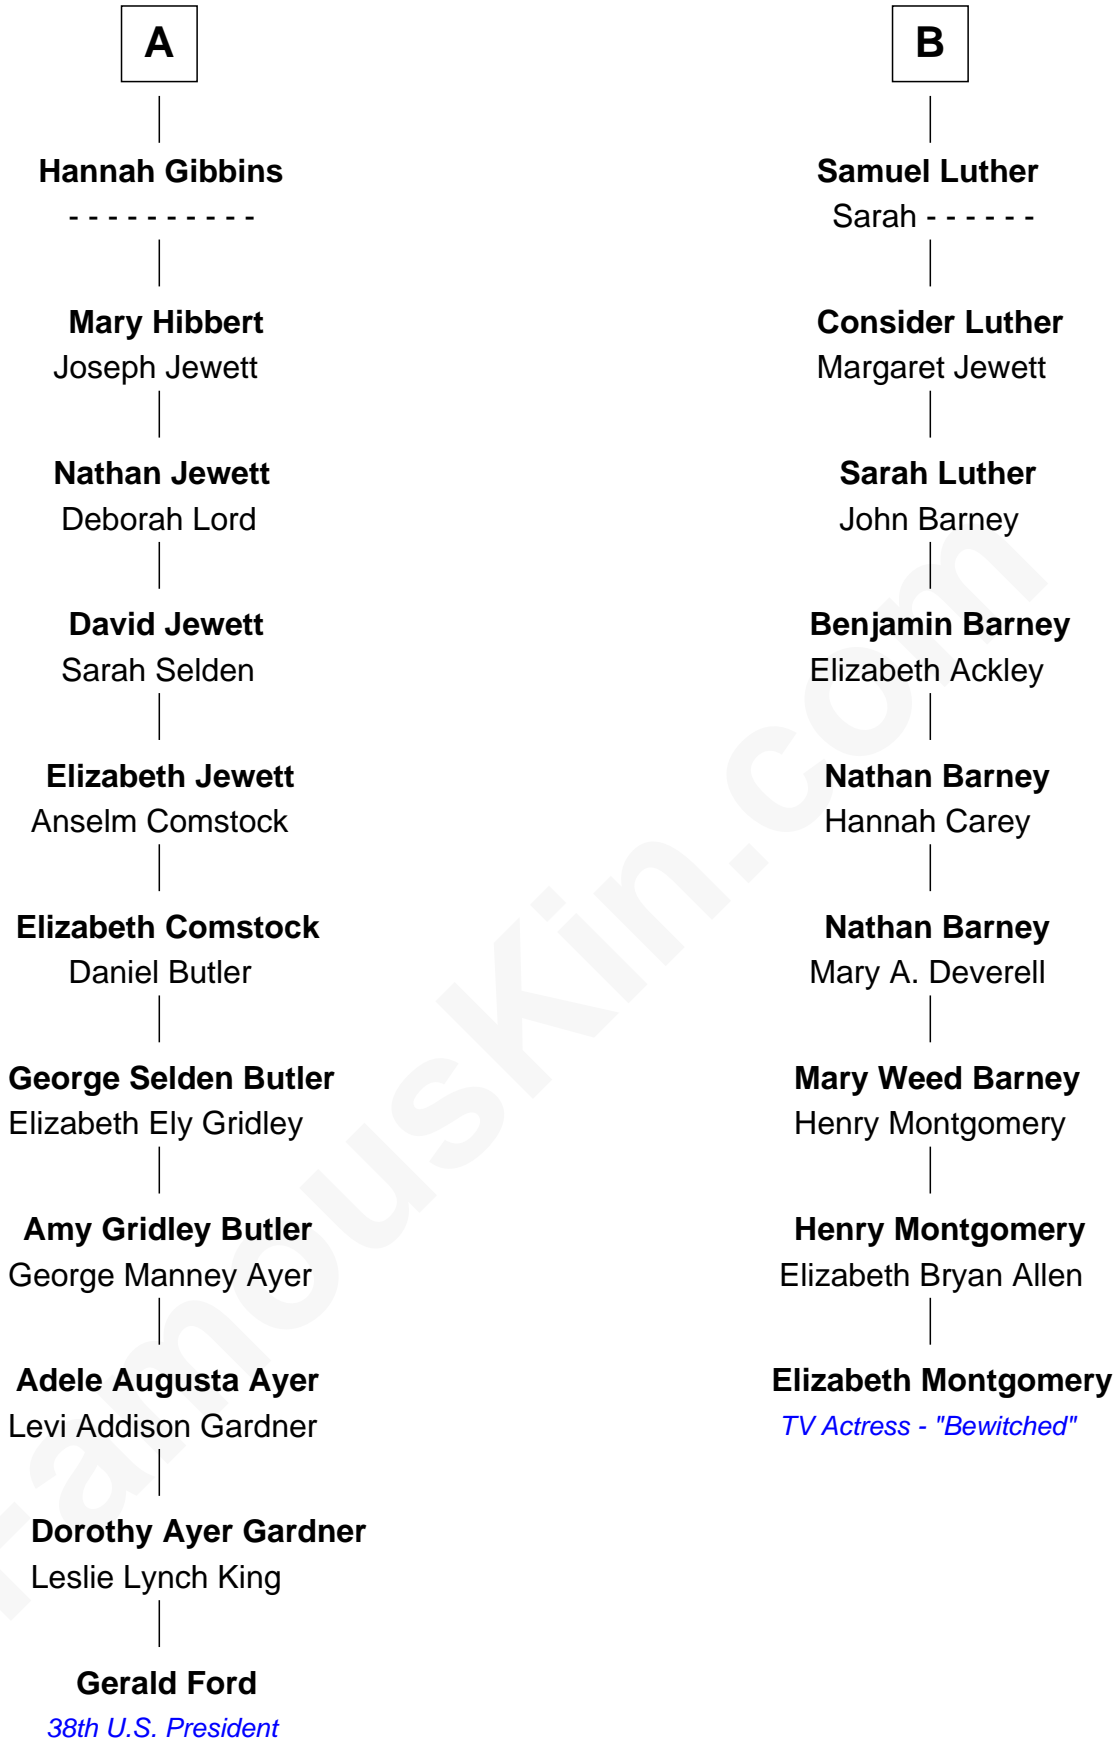 A
Hannah Gibbins
- - - - - - - - - -
Mary Hibbert
Joseph Jewett
Nathan Jewett
Deborah Lord
David Jewett
Sarah Selden
Elizabeth Jewett
Anselm Comstock
Elizabeth Comstock
Daniel Butler
George Selden Butler
Elizabeth Ely Gridley
Amy Gridley Butler
George Manney Ayer
Adele Augusta Ayer
Levi Addison Gardner
Dorothy Ayer Gardner
Leslie Lynch King
Gerald Ford
38th U.S. President
B
Samuel Luther
Sarah - - - - - -
Consider Luther
Margaret Jewett
Sarah Luther
John Barney
Benjamin Barney
Elizabeth Ackley
Nathan Barney
Hannah Carey
Nathan Barney
Mary A. Deverell
Mary Weed Barney
Henry Montgomery
Henry Montgomery
Elizabeth Bryan Allen
Elizabeth Montgomery
TV Actress - "Bewitched"
FamousKin.com